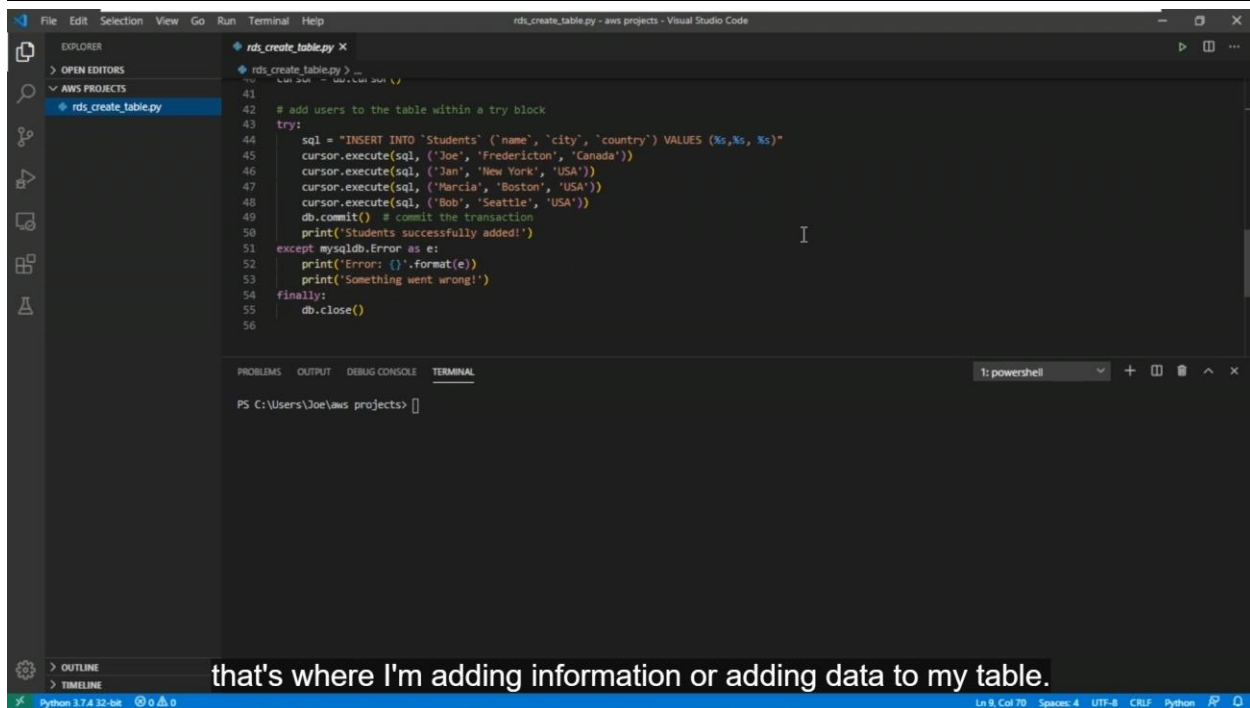 File Edit Selection View Go Run Terminal Help rds_create_table.py - aws projects - Visual Studio Code
EXPLORER
> OPEN EDITORS
AWS PROJECTS
rds_create_table.py
rds_create_table.py ×
rds_create_table.py > ...
40 cursor = db.cursor()
41
42 # add users to the table within a try block
43 try:
44 sql = "INSERT INTO `Students` (`name`, `city`, `country`) VALUES (%s,%s, %s)"
45 cursor.execute(sql, ('Joe', 'Fredericton', 'Canada'))
46 cursor.execute(sql, ('Jan', 'New York', 'USA'))
47 cursor.execute(sql, ('Marcia', 'Boston', 'USA'))
48 cursor.execute(sql, ('Bob', 'Seattle', 'USA'))
49 db.commit() # commit the transaction
50 print('Students successfully added!')
51 except mysqldb.Error as e:
52 print('Error: {}'.format(e))
53 print('Something went wrong!')
54 finally:
55 db.close()
56
PROBLEMS OUTPUT DEBUG CONSOLE TERMINAL 1: powershell
PS C:\Users\Joe\aws projects>
> OUTLINE
> TIMELINE
that's where I'm adding information or adding data to my table.
Python 3.7.4 32-bit 0 0 Ln 9, Col 70 Spaces: 4 UTF-8 CRLF Python